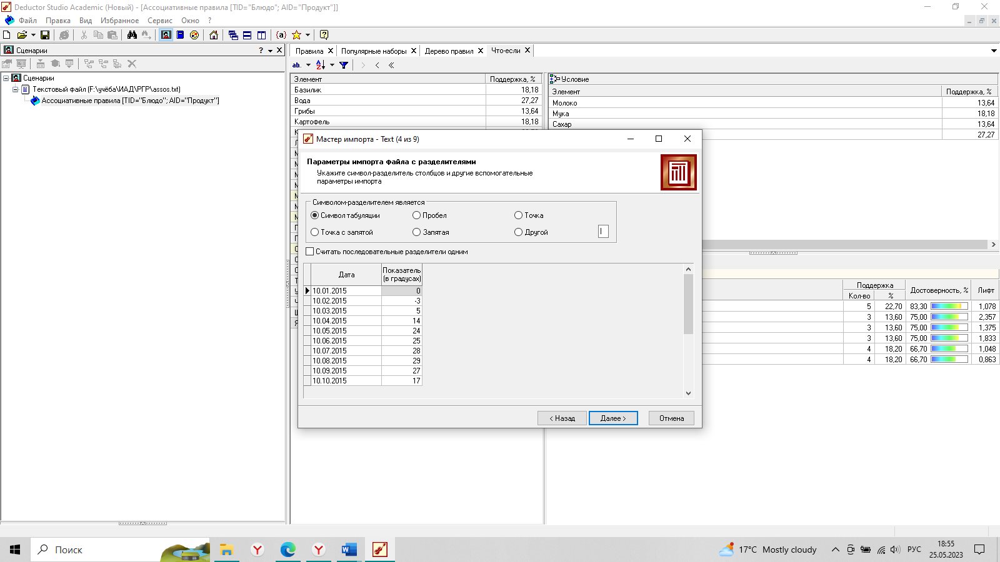 Deductor Studio Academic (Новый) - [Ассоциативные правила [TID="Блюдо"; AID="Продукт"]]
Файл Правка Вид Избранное Сервис Окно ?
Сценарии
Сценарии
Текстовый файл (F:\учёба\ИАД\РГР\assos.txt)
Ассоциативные правила [TID="Блюдо"; AID="Продукт"]
Правила Популярные наборы Дерево правил Что-если
ab..
Элемент Поддержка, %
Базилик 18,18
Вода 27,27
Грибы 13,64
Картофель 18,18
Условие
Элемент Поддержка, %
Молоко 13,64
Мука 18,18
Сахар 13,64
27,27
Мастер импорта - Text (4 из 9)
Параметры импорта файла с разделителями
Укажите символ-разделитель столбцов и другие вспомогательные
параметры импорта
Символом-разделителем является
Символ табуляции Пробел Точка
Точка с запятой Запятая Другой |
Считать последовательные разделители одним
Дата Показатель (в градусах)
10.01.2015 0
10.02.2015 -3
10.03.2015 5
10.04.2015 14
10.05.2015 24
10.06.2015 25
10.07.2015 28
10.08.2015 29
10.09.2015 27
10.10.2015 17
< Назад Далее > Отмена
Поддержка Достоверность, % Лифт
Кол-во %
5 22,70 83,30 1,078
3 13,60 75,00 2,357
3 13,60 75,00 1,375
3 13,60 75,00 1,833
4 18,20 66,70 1,048
4 18,20 66,70 0,863
Поиск
17°C Mostly cloudy
РУС
18:55
25.05.2023